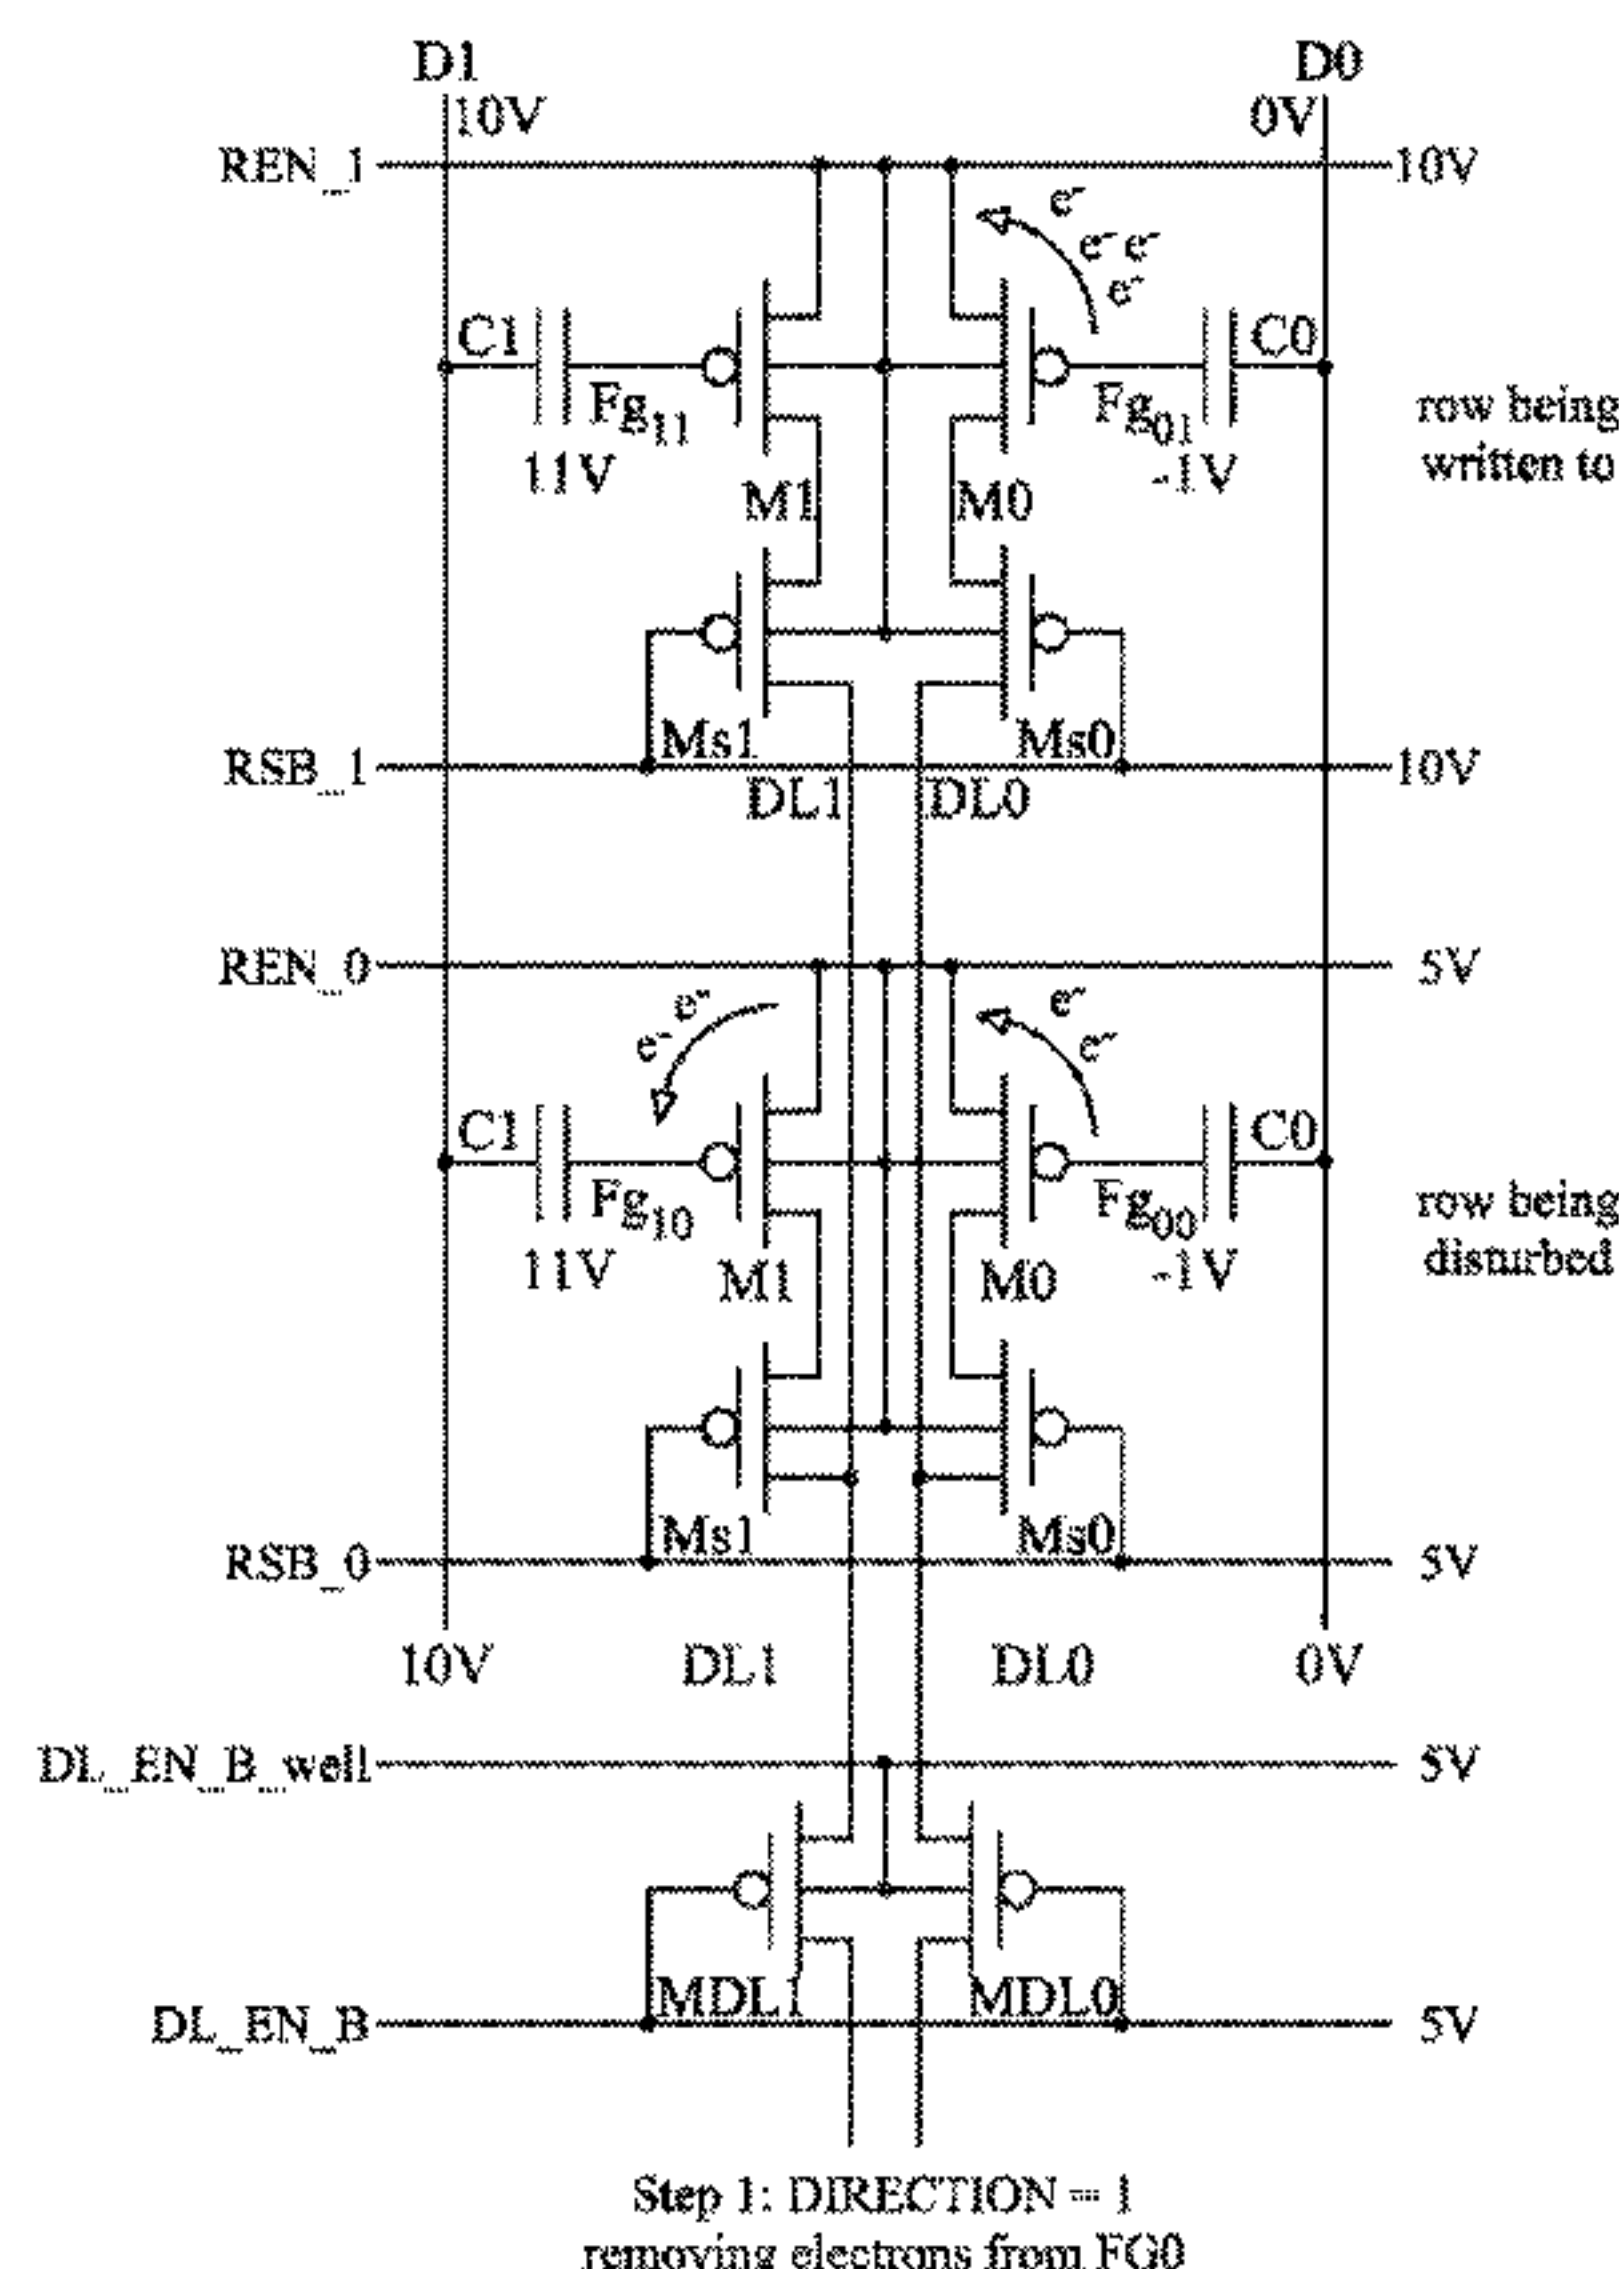 D1 D0
10V 0V
REN_1 10V
e-
e- e-
e-
C1 C0
Fg11 Fg01 row being
11V -1V written to
M1 M0
Ms1 Ms0
RSB_1 10V
DL1 DL0
REN_0 5V
e- e-
e- e-
C1 C0
Fg10 Fg00 row being
11V -1V disturbed
M1 M0
Ms1 Ms0
RSB_0 5V
10V DL1 DL0 0V
DL_EN_B_well 5V
MDL1 MDL0
DL_EN_B 5V
Step 1: DIRECTION = 1
removing electrons from FG0